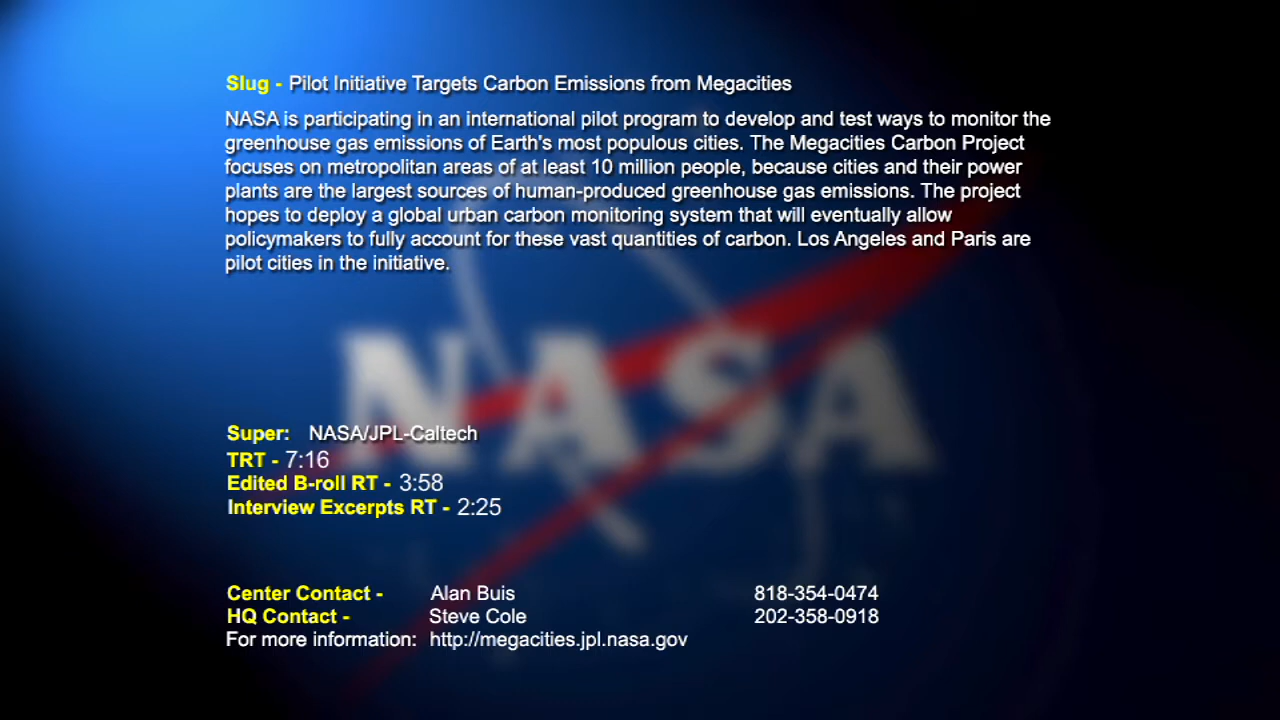 Slug - Pilot Initiative Targets Carbon Emissions from Megacities
NASA is participating in an international pilot program to develop and test ways to monitor the
greenhouse gas emissions of Earth's most populous cities. The Megacities Carbon Project
focuses on metropolitan areas of at least 10 million people, because cities and their power
plants are the largest sources of human-produced greenhouse gas emissions. The project
hopes to deploy a global urban carbon monitoring system that will eventually allow
policymakers to fully account for these vast quantities of carbon. Los Angeles and Paris are
pilot cities in the initiative.
NASA
Super: NASA/JPL-Caltech
TRT - 7:16
Edited B-roll RT - 3:58
Interview Excerpts RT - 2:25
Center Contact - Alan Buis 818-354-0474
HQ Contact - Steve Cole 202-358-0918
For more information: http://megacities.jpl.nasa.gov